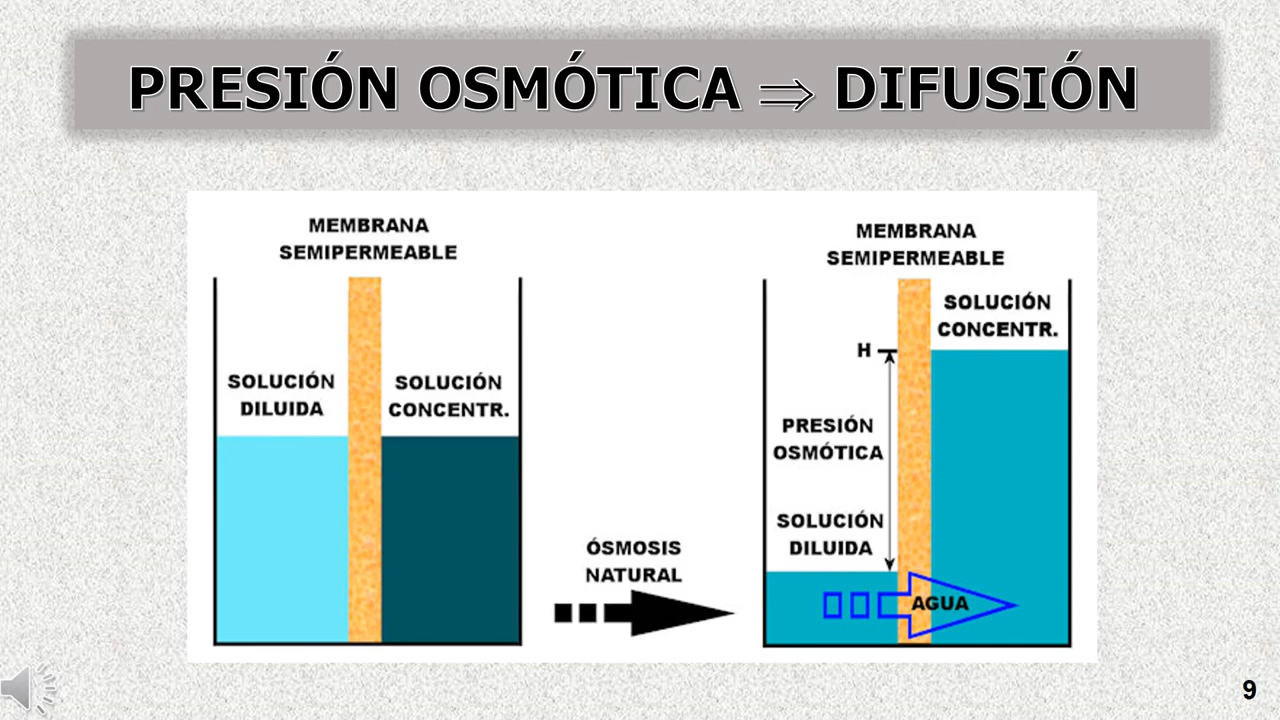 PRESIÓN OSMÓTICA ⇒ DIFUSIÓN
MEMBRANA
SEMIPERMEABLE
SOLUCIÓN
DILUIDA
SOLUCIÓN
CONCENTR.
ÓSMOSIS
NATURAL
MEMBRANA
SEMIPERMEABLE
SOLUCIÓN
CONCENTR.
H
PRESIÓN
OSMÓTICA
SOLUCIÓN
DILUIDA
AGUA
9